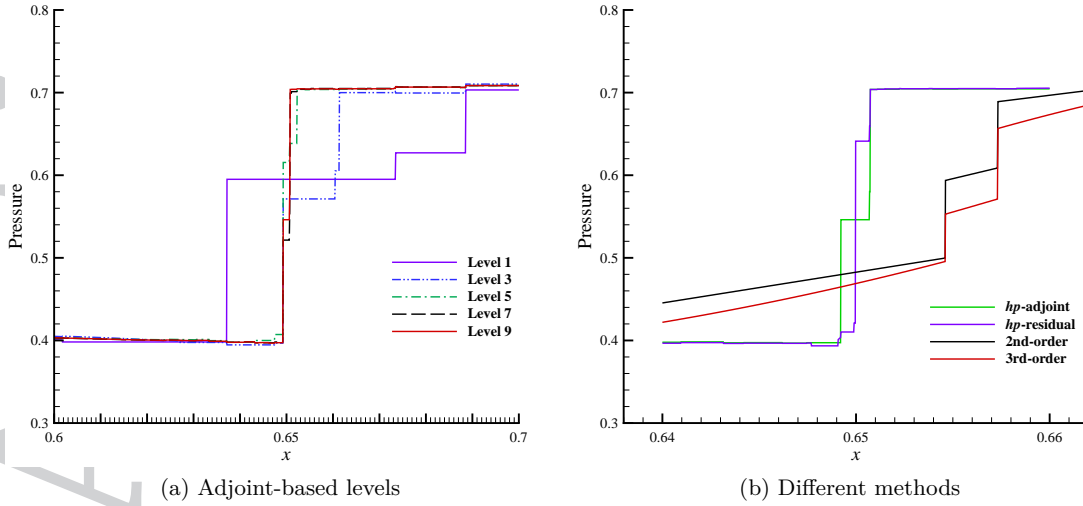 0.8
0.7
0.6
0.5
0.4
0.3
Pressure
0.6
0.65
0.7
x
Level 1
Level 3
Level 5
Level 7
Level 9
(a) Adjoint-based levels
0.8
0.7
0.6
0.5
0.4
0.3
Pressure
0.64
0.65
0.66
x
hp-adjoint
hp-residual
2nd-order
3rd-order
(b) Different methods